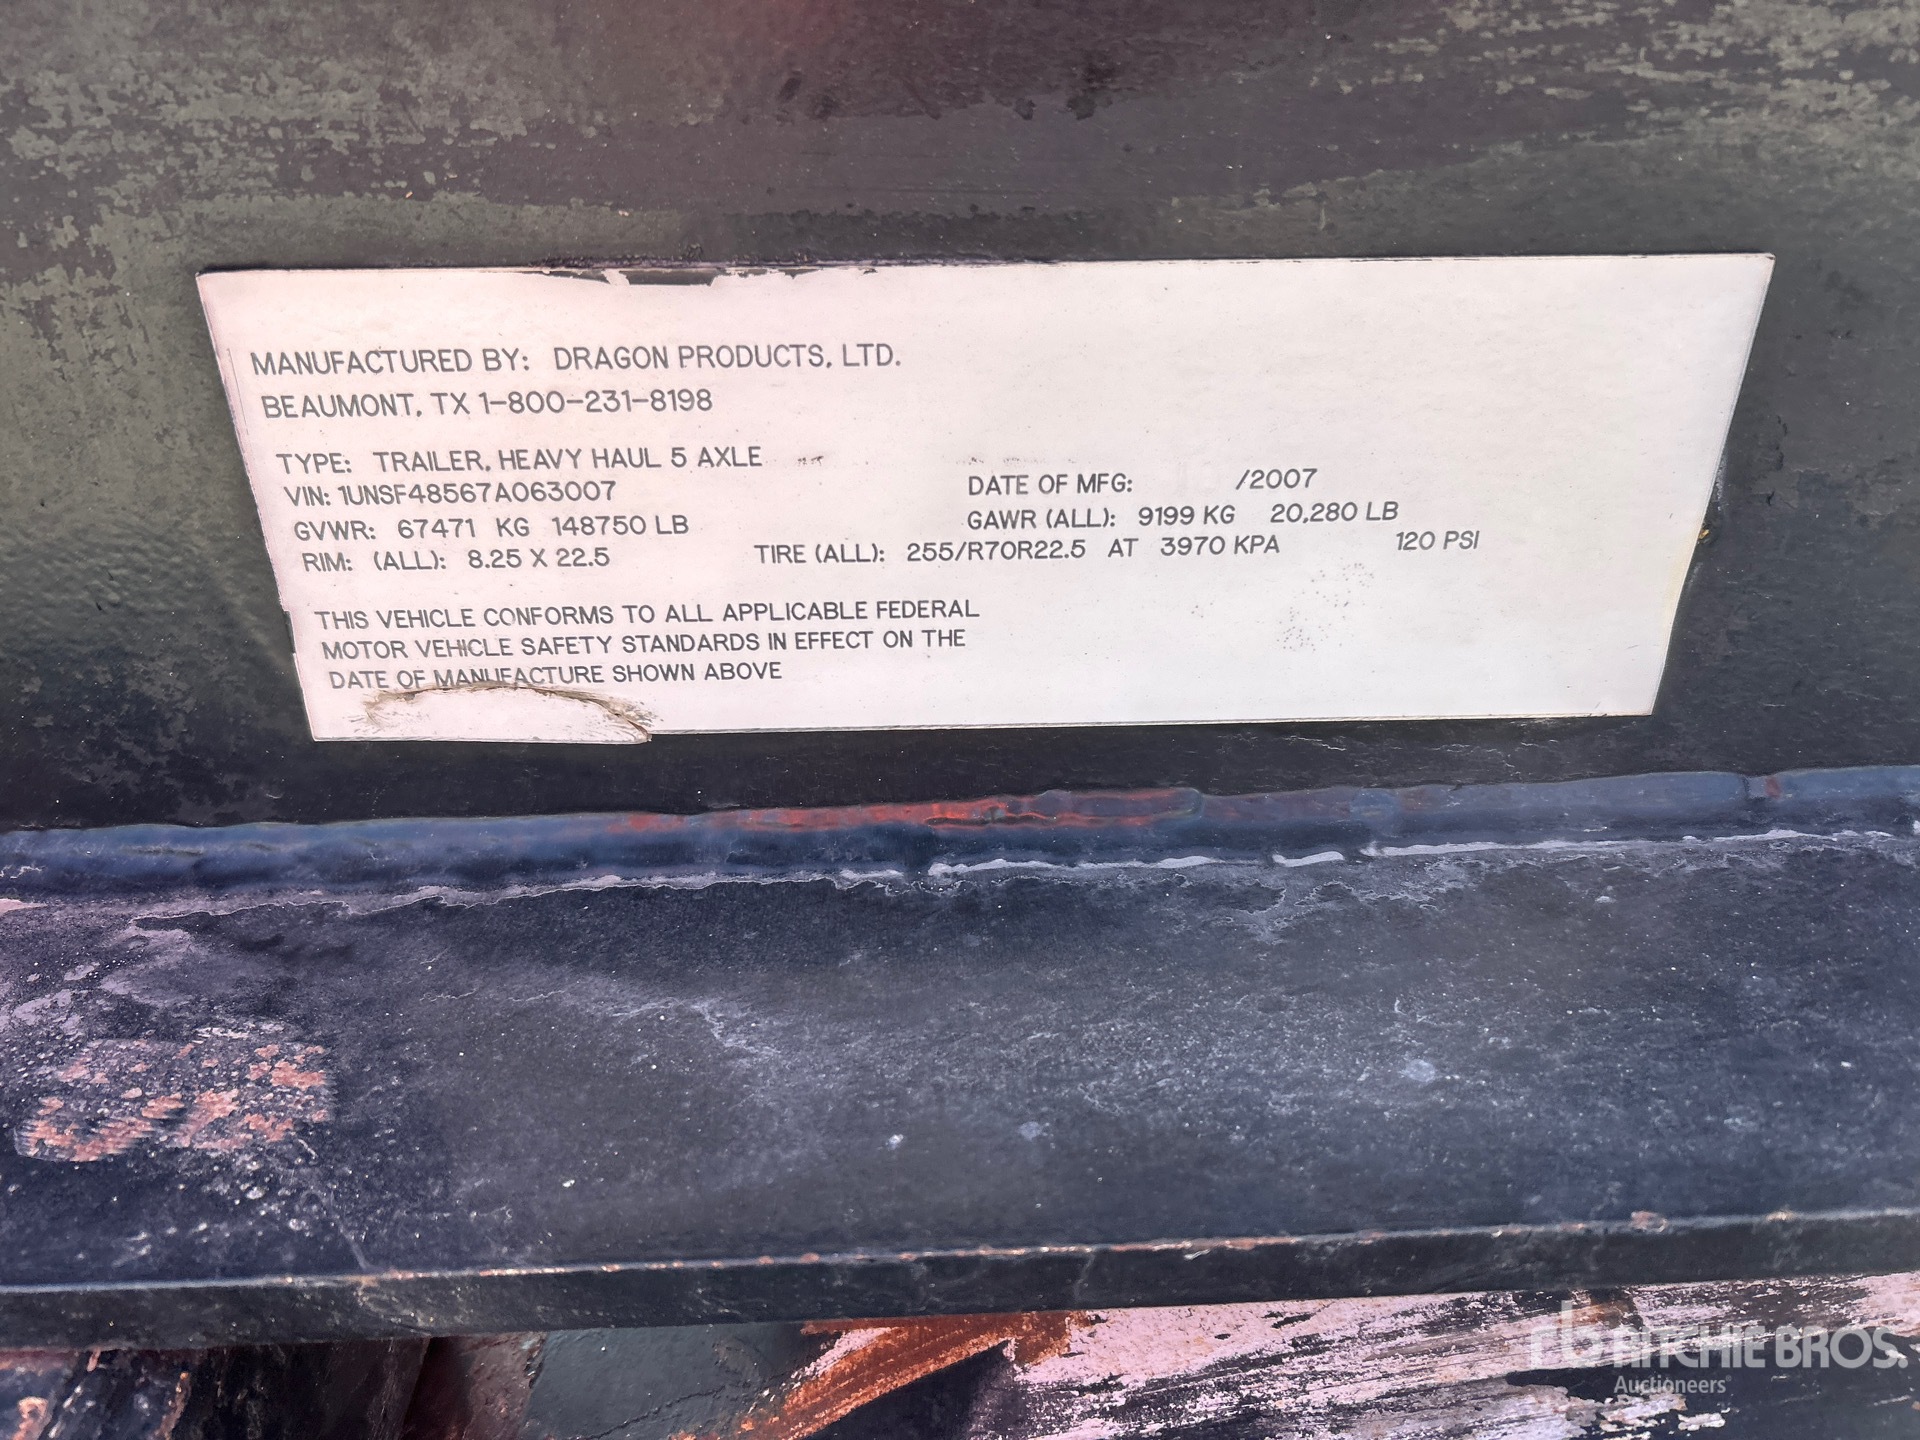 MANUFACTURED BY: DRAGON PRODUCTS, LTD.
BEAUMONT, TX 1-800-231-8198
TYPE: TRAILER, HEAVY HAUL 5 AXLE
VIN: 1UNSF48567A063007 DATE OF MFG: /2007
GVWR: 67471 KG 148750 LB GAWR (ALL): 9199 KG 20,280 LB
RIM: (ALL): 8.25 X 22.5 TIRE (ALL): 255/R70R22.5 AT 3970 KPA 120 PSI
THIS VEHICLE CONFORMS TO ALL APPLICABLE FEDERAL
MOTOR VEHICLE SAFETY STANDARDS IN EFFECT ON THE
DATE OF MANUFACTURE SHOWN ABOVE
rb RITCHIE BROS.
Auctioneers